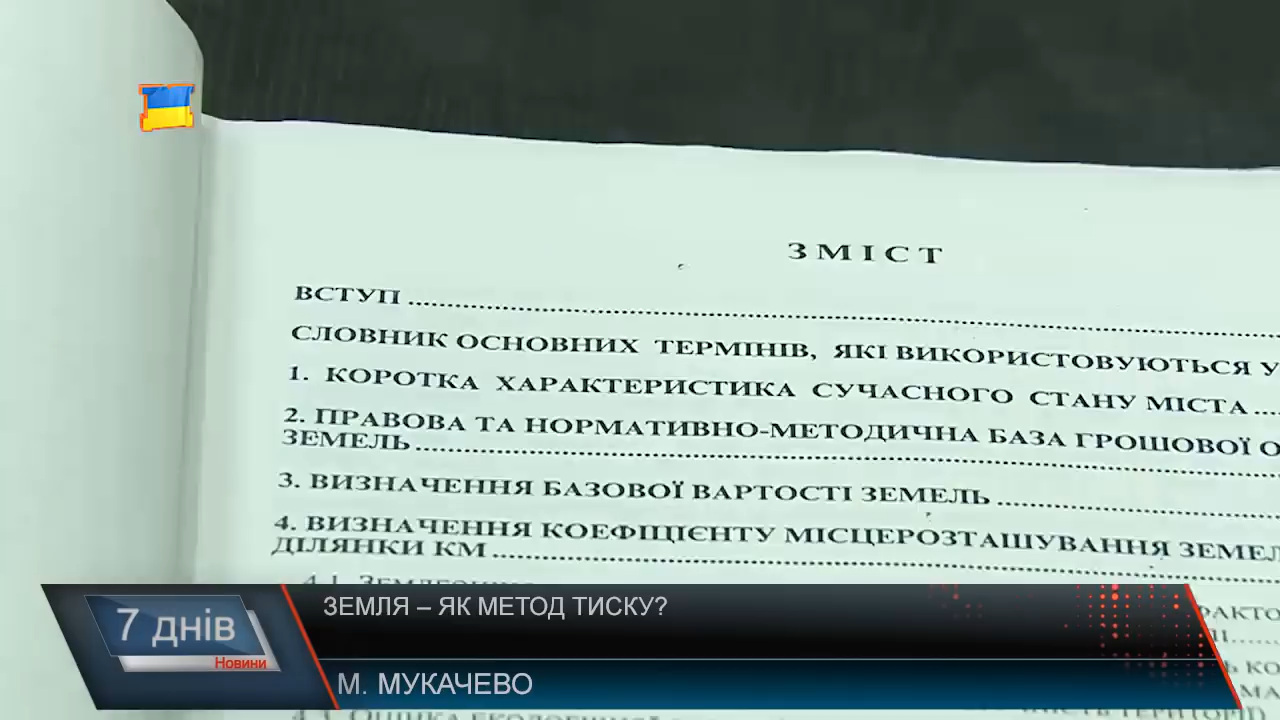 ЗМІСТ
ВСТУП
СЛОВНИК ОСНОВНИХ ТЕРМІНІВ, ЯКІ ВИКОРИСТОВУЮТЬСЯ У
1. КОРОТКА ХАРАКТЕРИСТИКА СУЧАСНОГО СТАНУ МІСТА
2. ПРАВОВА ТА НОРМАТИВНО-МЕТОДИЧНА БАЗА ГРОШОВОЇ
ЗЕМЕЛЬ
3. ВИЗНАЧЕННЯ БАЗОВОЇ ВАРТОСТІ ЗЕМЕЛЬ
4. ВИЗНАЧЕННЯ КОЕФІЦІЄНТУ МІСЦЕРОЗТАШУВАННЯ
ДІЛЯНКИ КМ
ЗЕМЛЯ – ЯК МЕТОД ТИСКУ?
7 днів
Новини
М. МУКАЧЕВО